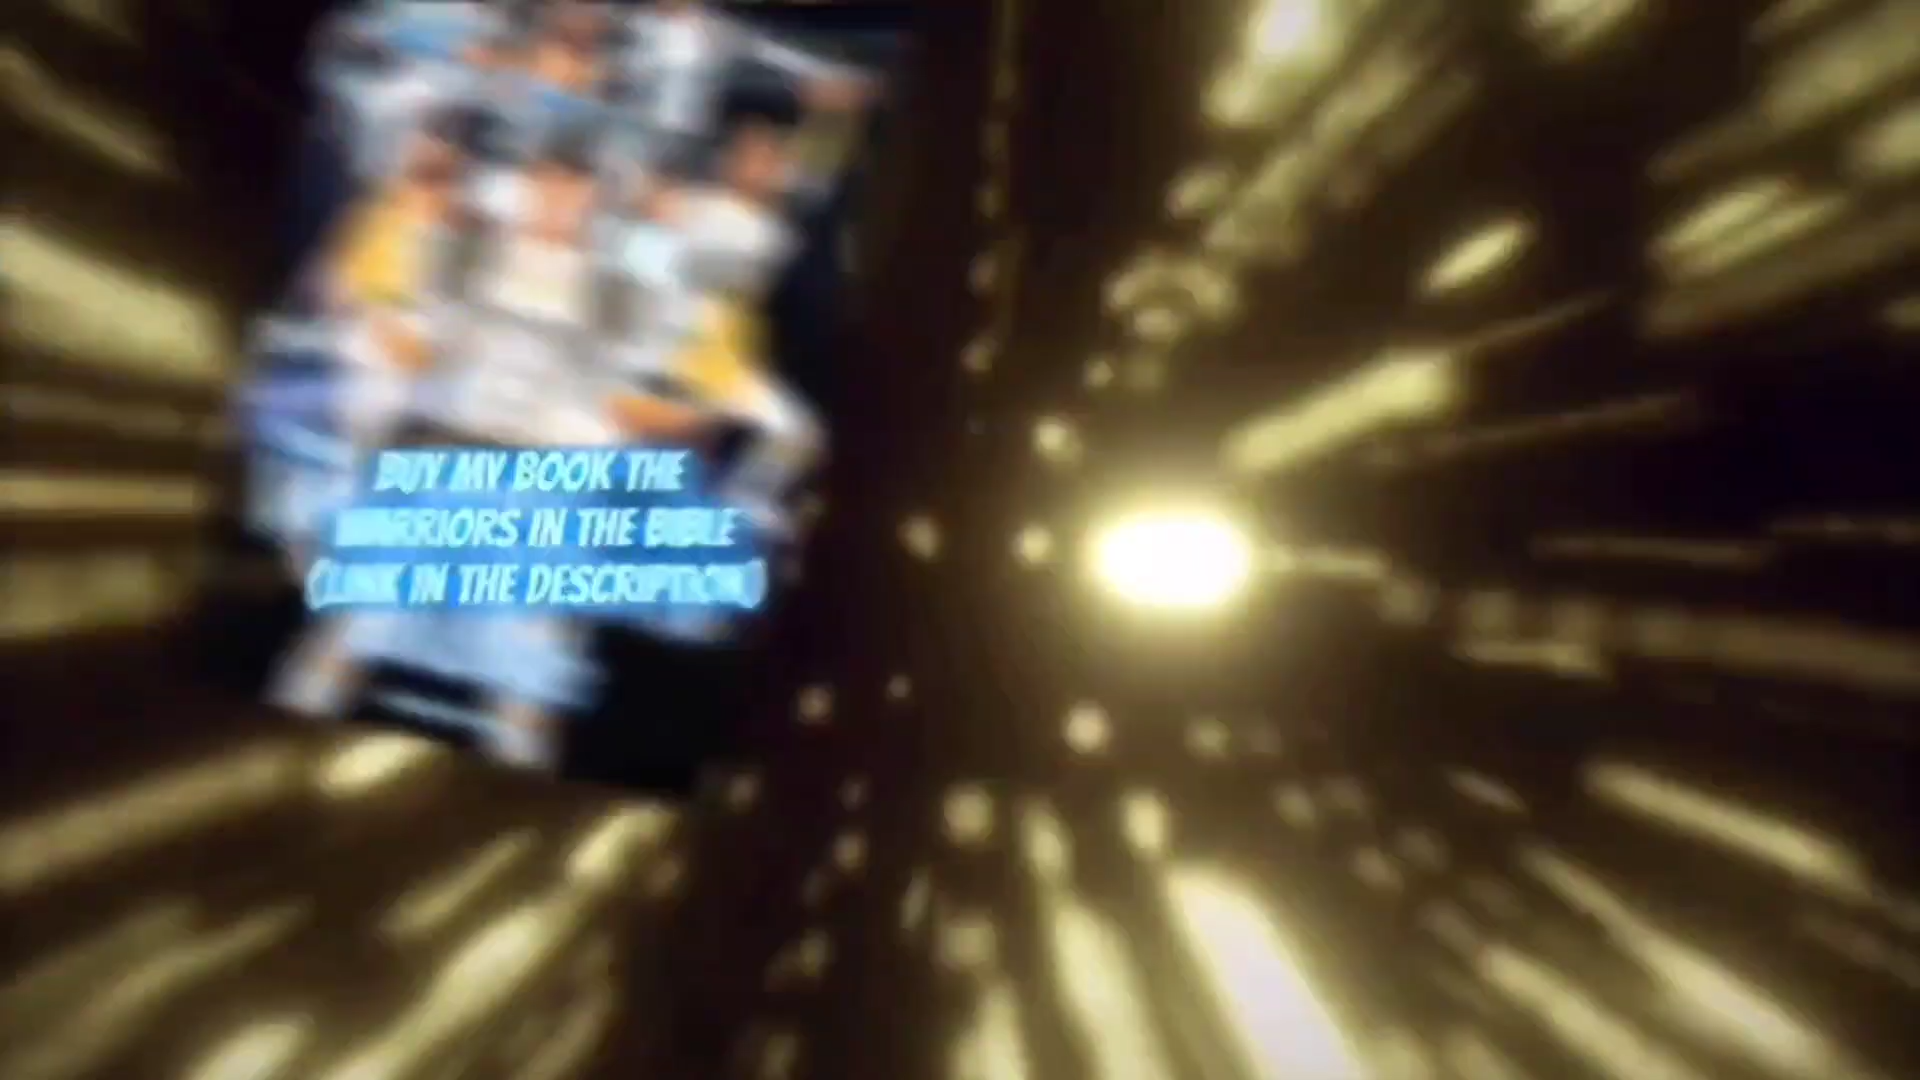 BUY MY BOOK THE
WARRIORS IN THE BIBLE
(LINK IN THE DESCRIPTION)